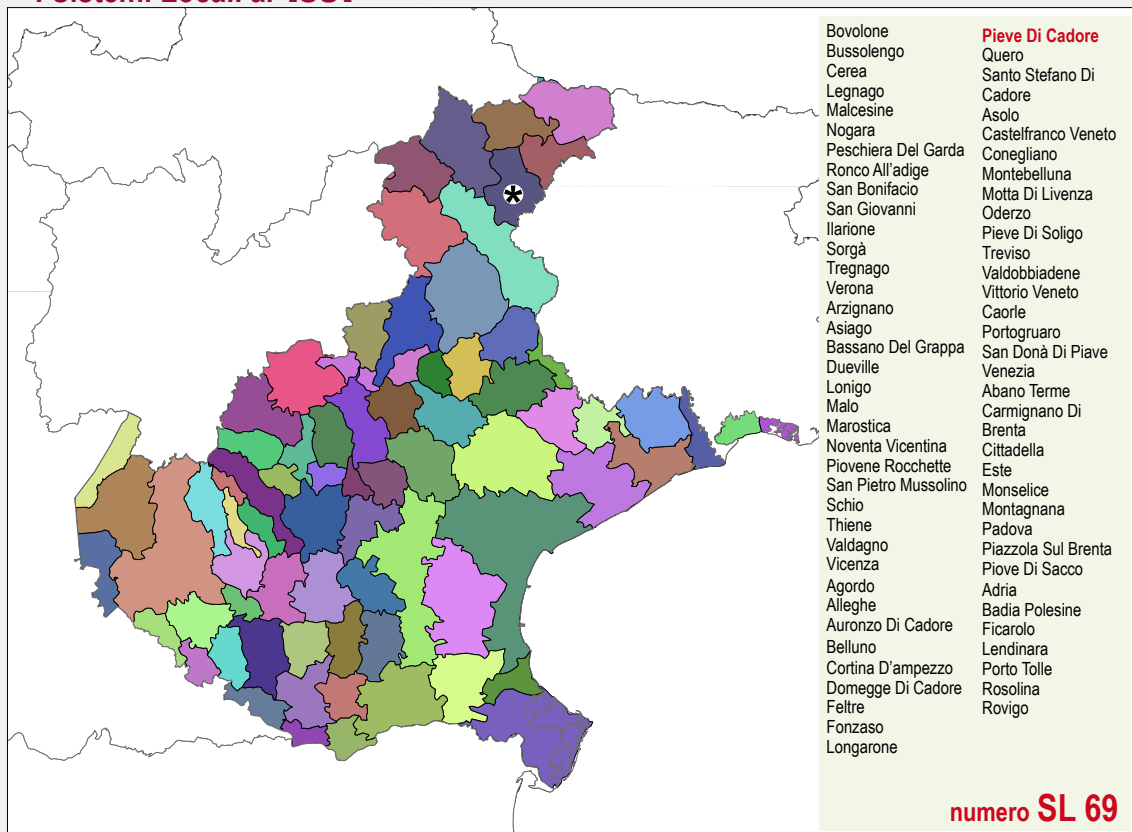 Bovolone
Bussolengo
Cerea
Legnago
Malcesine
Nogara
Peschiera Del Garda
Ronco All'adige
San Bonifacio
San Giovanni
Ilarione
Sorgà
Tregnago
Verona
Arzignano
Asiago
Bassano Del Grappa
Dueville
Lonigo
Malo
Marostica
Noventa Vicentina
Piovene Rocchette
San Pietro Mussolino
Schio
Thiene
Valdagno
Vicenza
Agordo
Alleghe
Auronzo Di Cadore
Belluno
Cortina D'ampezzo
Domegge Di Cadore
Feltre
Fonzaso
Longarone
Pieve Di Cadore
Quero
Santo Stefano Di
Cadore
Asolo
Castelfranco Veneto
Conegliano
Montebelluna
Motta Di Livenza
Oderzo
Pieve Di Soligo
Treviso
Valdobbiadene
Vittorio Veneto
Caorle
Portogruaro
San Donà Di Piave
Venezia
Abano Terme
Carmignano Di
Brenta
Cittadella
Este
Monselice
Montagnana
Padova
Piazzola Sul Brenta
Piove Di Sacco
Adria
Badia Polesine
Ficarolo
Lendinara
Porto Tolle
Rosolina
Rovigo
*
numero SL 69